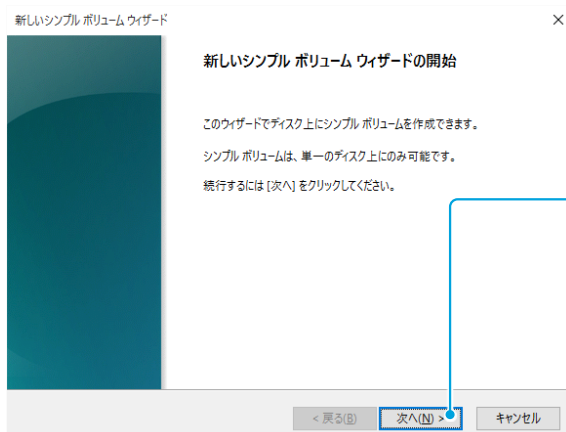 新しいシンプル ボリューム ウィザード
新しいシンプル ボリューム ウィザードの開始
このウィザードでディスク上にシンプル ボリュームを作成できます。
シンプル ボリュームは、単一のディスク上にのみ可能です。
続行するには [次へ] をクリックしてください。
< 戻る(B) 次へ(N) > キャンセル